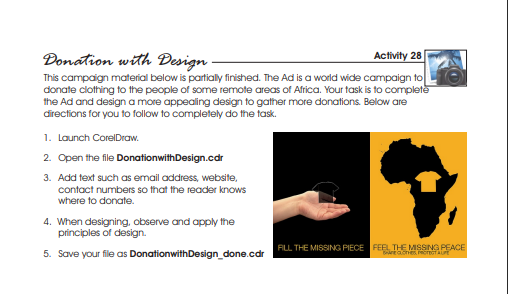 Donation with Design
Activity 28
This campaign material below is partially finished. The Ad is a world wide campaign to
donate clothing to the people of some remote areas of Africa. Your task is to complete
the Ad and design a more appealing design to gather more donations. Below are
directions for you to follow to completely do the task.
1. Launch CorelDraw.
2. Open the file DonationwithDesign.cdr
3. Add text such as email address, website,
contact numbers so that the reader knows
where to donate.
4. When designing, observe and apply the
principles of design.
5. Save your file as DonationwithDesign_done.cdr
FILL THE MISSING PIECE
FEEL THE MISSING PEACE
SHARE CLOTHES, PROTECT A LIFE